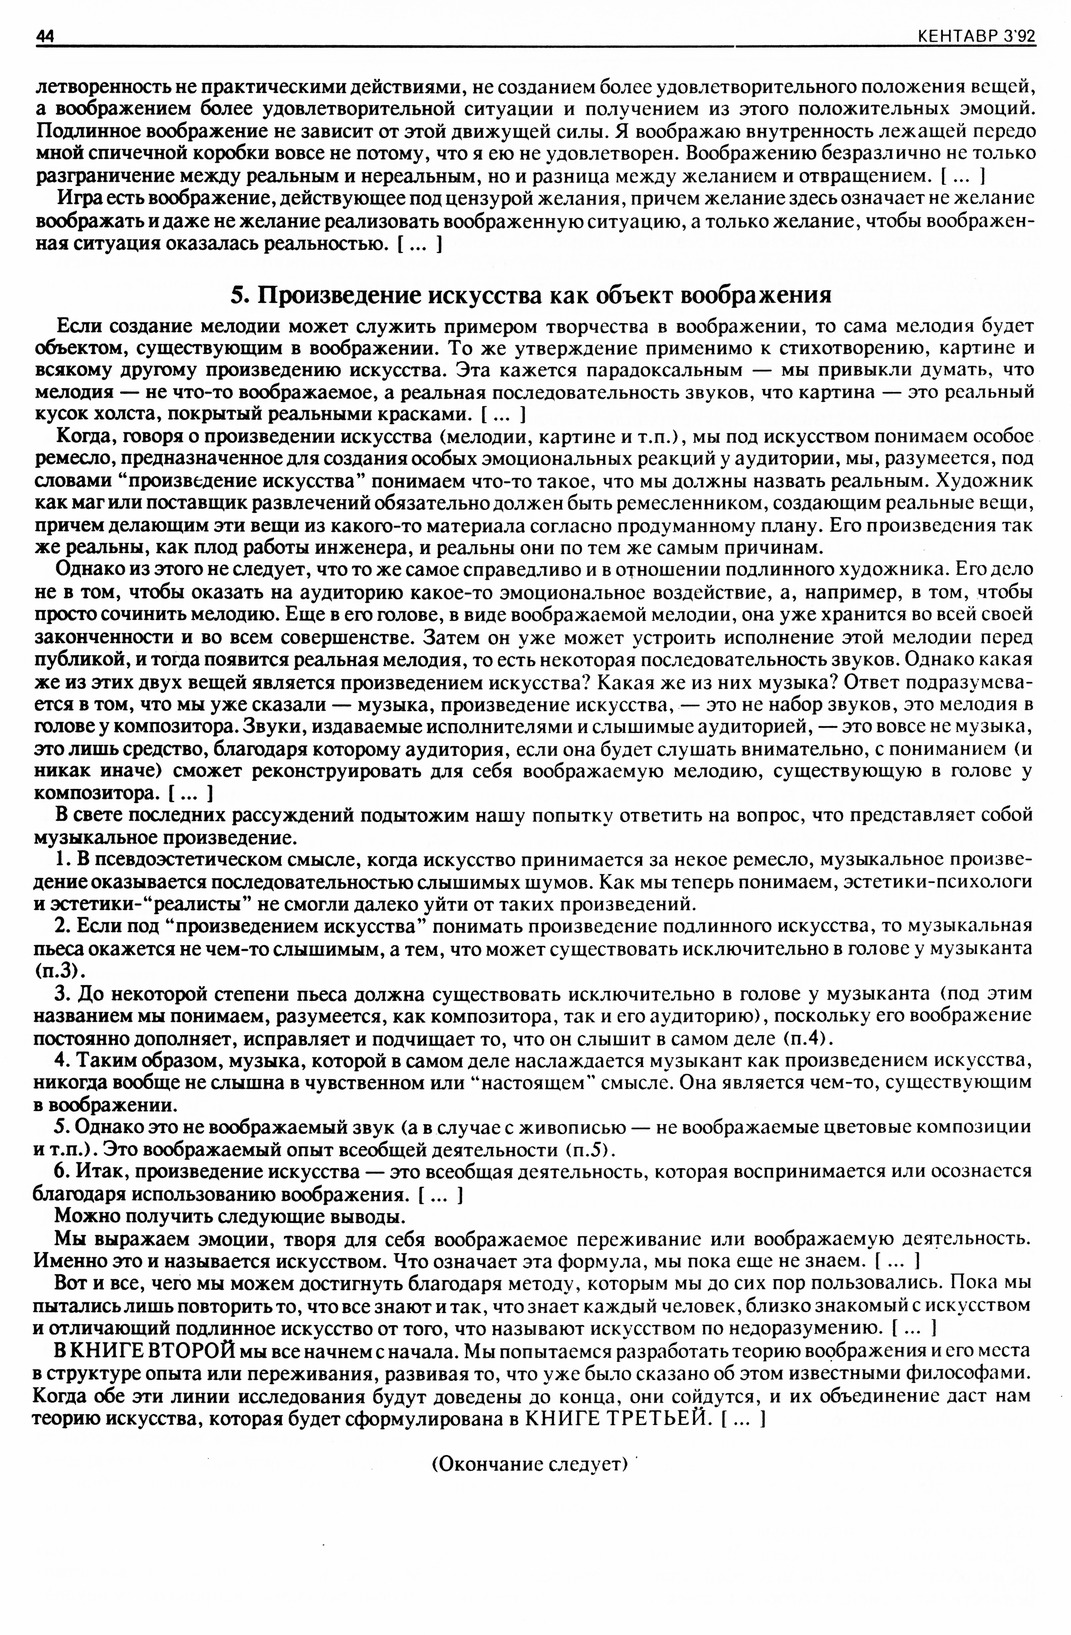 44
КЕНТАВР 3'92
летворенность не практическими действиями, не созданием более удовлетворительного положения вещей,
а воображением более удовлетворительной ситуации и получением из этого положительных эмоций.
Подлинное воображение не зависит от этой движущей силы. Я воображаю внутренность лежащей передо
мной спичечной коробки вовсе не потому, что я ею не удовлетворен. Воображению безразлично не только
разграничение между реальным и нереальным, но и разница между желанием и отвращением. [ ... ]
Игра есть воображение, действующее под цензурой желания, причем желание здесь означает не желание
воображать и даже не желание реализовать воображенную ситуацию, а только желание, чтобы воображен-
ная ситуация оказалась реальностью. [ ... ]
5. Произведение искусства как объект воображения
Если создание мелодии может служить примером творчества в воображении, то сама мелодия будет
объектом, существующим в воображении. То же утверждение применимо к стихотворению, картине и
всякому другому произведению искусства. Эта кажется парадоксальным — мы привыкли думать, что
мелодия — не что-то воображаемое, а реальная последовательность звуков, что картина — это реальный
кусок холста, покрытый реальными красками. [ ... ]
Когда, говоря о произведении искусства (мелодии, картине и т.п.), мы под искусством понимаем особое
ремесло, предназначенное для создания особых эмоциональных реакций у аудитории, мы, разумеется, под
словами “произведение искусства” понимаем что-то такое, что мы должны назвать реальным. Художник
как маг или поставщик развлечений обязательно должен быть ремесленником, создающим реальные вещи,
причем делающим эти вещи из какого-то материала согласно продуманному плану. Его произведения так
же реальны, как плод работы инженера, и реальны они по тем же самым причинам.
Однако из этого не следует, что то же самое справедливо и в отношении подлинного художника. Его дело
не в том, чтобы оказать на аудиторию какое-то эмоциональное воздействие, а, например, в том, чтобы
просто сочинить мелодию. Еще в его голове, в виде воображаемой мелодии, она уже хранится во всей своей
законченности и во всем совершенстве. Затем он уже может устроить исполнение этой мелодии перед
публикой, и тогда появится реальная мелодия, то есть некоторая последовательность звуков. Однако какая
же из этих двух вещей является произведением искусства? Какая же из них музыка? Ответ подразумева-
ется в том, что мы уже сказали — музыка, произведение искусства, — это не набор звуков, это мелодия в
голове у композитора. Звуки, издаваемые исполнителями и слышимые аудиторией, — это вовсе не музыка,
это лишь средство, благодаря которому аудитория, если она будет слушать внимательно, с пониманием (и
никак иначе) сможет реконструировать для себя воображаемую мелодию, существующую в голове у
композитора. [ ... ]
В свете последних рассуждений подытожим нашу попытку ответить на вопрос, что представляет собой
музыкальное произведение.
1. В псевдоэстетическом смысле, когда искусство принимается за некое ремесло, музыкальное произве-
дение оказывается последовательностью слышимых шумов. Как мы теперь понимаем, эстетики-психологи
и эстетики-“реалисты” не смогли далеко уйти от таких произведений.
2. Если под “произведением искусства” понимать произведение подлинного искусства, то музыкальная
пьеса окажется не чем-то слышимым, а тем, что может существовать исключительно в голове у музыканта
(п.3).
3. До некоторой степени пьеса должна существовать исключительно в голове у музыканта (под этим
названием мы понимаем, разумеется, как композитора, так и его аудиторию), поскольку его воображение
постоянно дополняет, исправляет и подчищает то, что он слышит в самом деле (п.4).
4. Таким образом, музыка, которой в самом деле наслаждается музыкант как произведением искусства,
никогда вообще не слышна в чувственном или “настоящем” смысле. Она является чем-то, существующим
в воображении.
5. Однако это не воображаемый звук (а в случае с живописью — не воображаемые цветовые композиции
и т.п.). Это воображаемый опыт всеобщей деятельности (п.5).
6. Итак, произведение искусства — это всеобщая деятельность, которая воспринимается или осознается
благодаря использованию воображения. [ ... ]
Можно получить следующие выводы.
Мы выражаем эмоции, творя для себя воображаемое переживание или воображаемую деятельность.
Именно это и называется искусством. Что означает эта формула, мы пока еще не знаем. [ ... ]
Вот и все, чего мы можем достигнуть благодаря методу, которым мы до сих пор пользовались. Пока мы
пытались лишь повторить то, что все знают и так, что знает каждый человек, близко знакомый с искусством
и отличающий подлинное искусство от того, что называют искусством по недоразумению. [ ... ]
В КНИГЕ ВТОРОЙ мы все начнем с начала. Мы попытаемся разработать теорию воображения и его места
в структуре опыта или переживания, развивая то, что уже было сказано об этом известными философами.
Когда обе эти линии исследования будут доведены до конца, они сойдутся, и их объединение даст нам
теорию искусства, которая будет сформулирована в КНИГЕ ТРЕТЬЕЙ. [ ... ]
(Окончание следует)